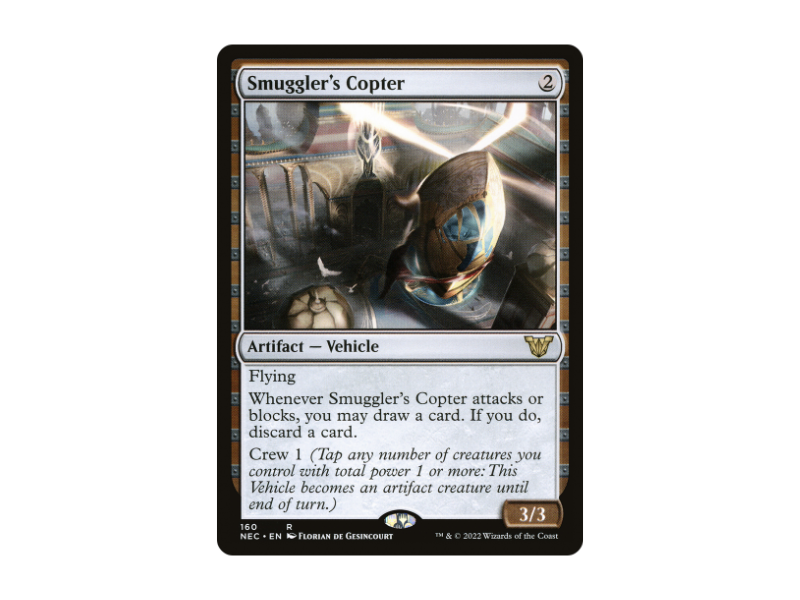 Smuggler's Copter 2
Artifact — Vehicle
Flying
Whenever Smuggler's Copter attacks or
blocks, you may draw a card. If you do,
discard a card.
Crew 1 (Tap any number of creatures you
control with total power 1 or more: This
Vehicle becomes an artifact creature until
end of turn.)
3/3
160 R
NEC • EN Florian de Gesincourt
™ & © 2022 Wizards of the Coast